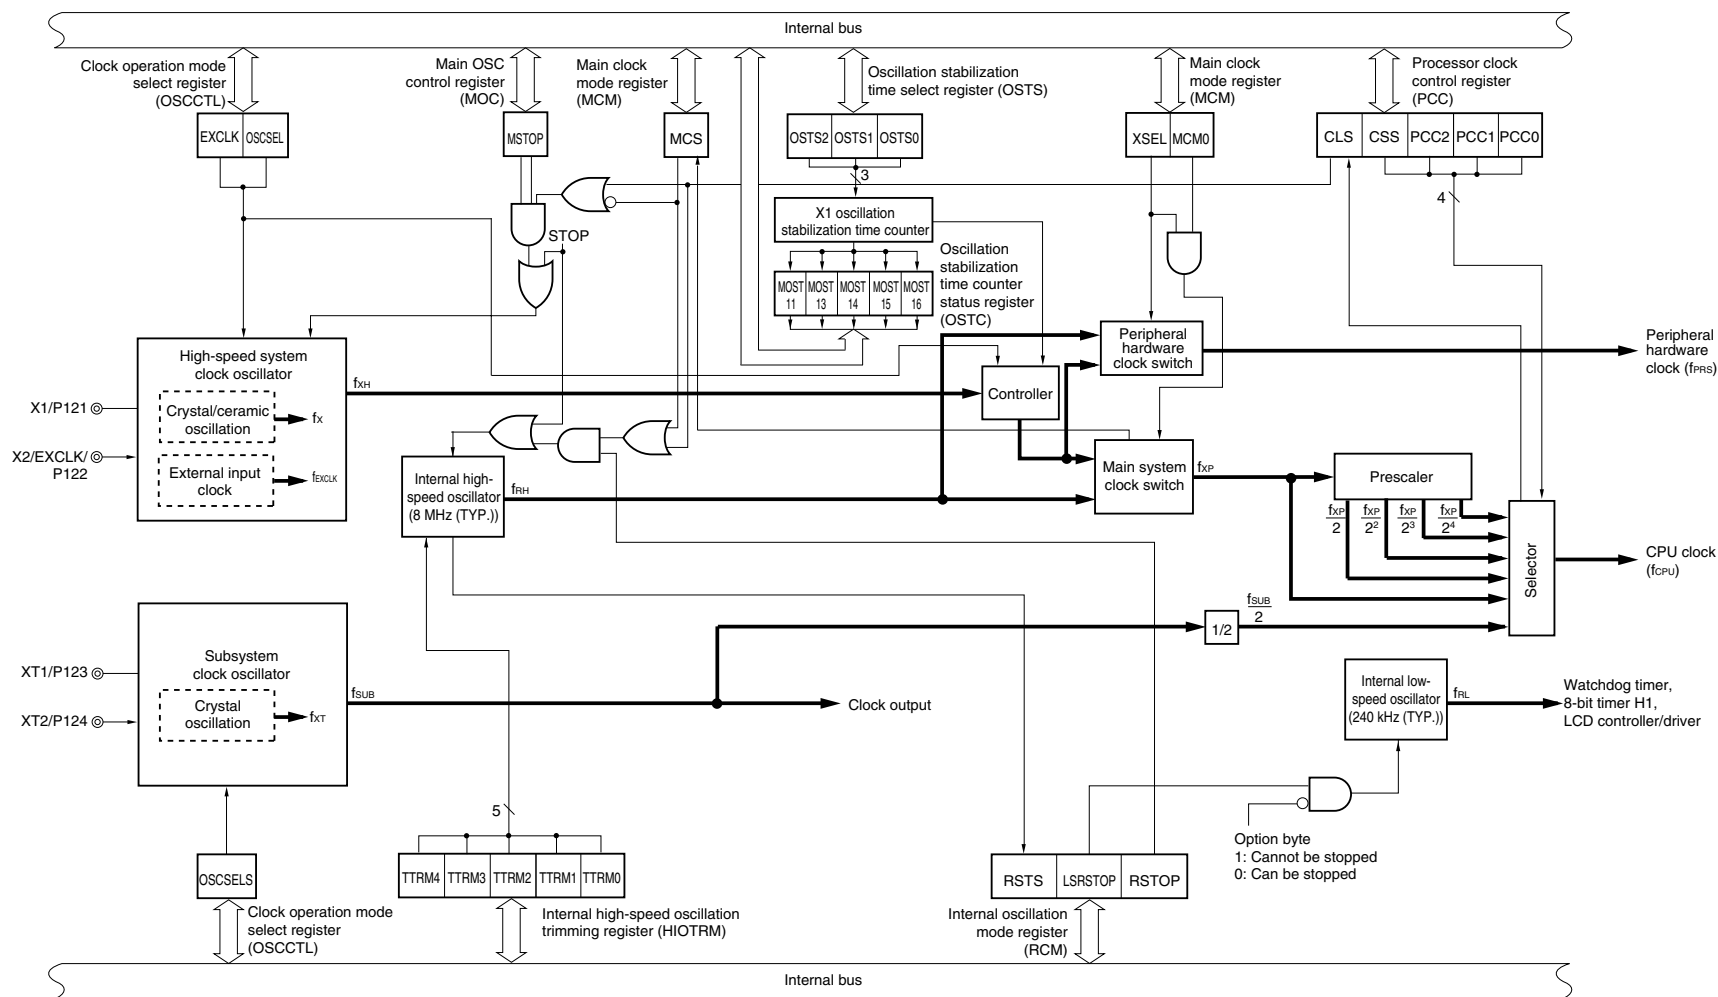 Internal bus
Clock operation mode
select register
(OSCCTL)
Main OSC
control register
(MOC)
Main clock
mode register
(MCM)
Oscillation stabilization
time select register (OSTS)
Main clock
mode register
(MCM)
Processor clock
control register
(PCC)
EXCLK OSCSEL
MSTOP
MCS
OSTS2 OSTS1 OSTS0
XSEL MCM0
CLS CSS PCC2 PCC1 PCC0
3
4
STOP
X1 oscillation
stabilization time counter
Oscillation
stabilization
time counter
status register
(OSTC)
MOST
11
MOST
13
MOST
14
MOST
15
MOST
16
High-speed system
clock oscillator
Crystal/ceramic
oscillation
fX
External input
clock
fEXCLK
X1/P121
X2/EXCLK/
P122
fXH
Controller
Peripheral
hardware
clock switch
Peripheral
hardware
clock (fPRS)
Internal high-
speed oscillator
(8 MHz (TYP.))
fRH
Main system
clock switch
fXP
Prescaler
fXP
2
fXP
2²
fXP
2³
fXP
2⁴
Selector
CPU clock
(fCPU)
fSUB
2
1/2
Subsystem
clock oscillator
Crystal
oscillation
fXT
XT1/P123
XT2/P124
fSUB
Clock output
Internal low-
speed oscillator
(240 kHz (TYP.))
fRL
Watchdog timer,
8-bit timer H1,
LCD controller/driver
5
Option byte
1: Cannot be stopped
0: Can be stopped
OSCSELS
TTRM4 TTRM3 TTRM2 TTRM1 TTRM0
RSTS LSRSTOP RSTOP
Clock operation mode
select register
(OSCCTL)
Internal high-speed oscillation
trimming register (HIOTRM)
Internal oscillation
mode register
(RCM)
Internal bus